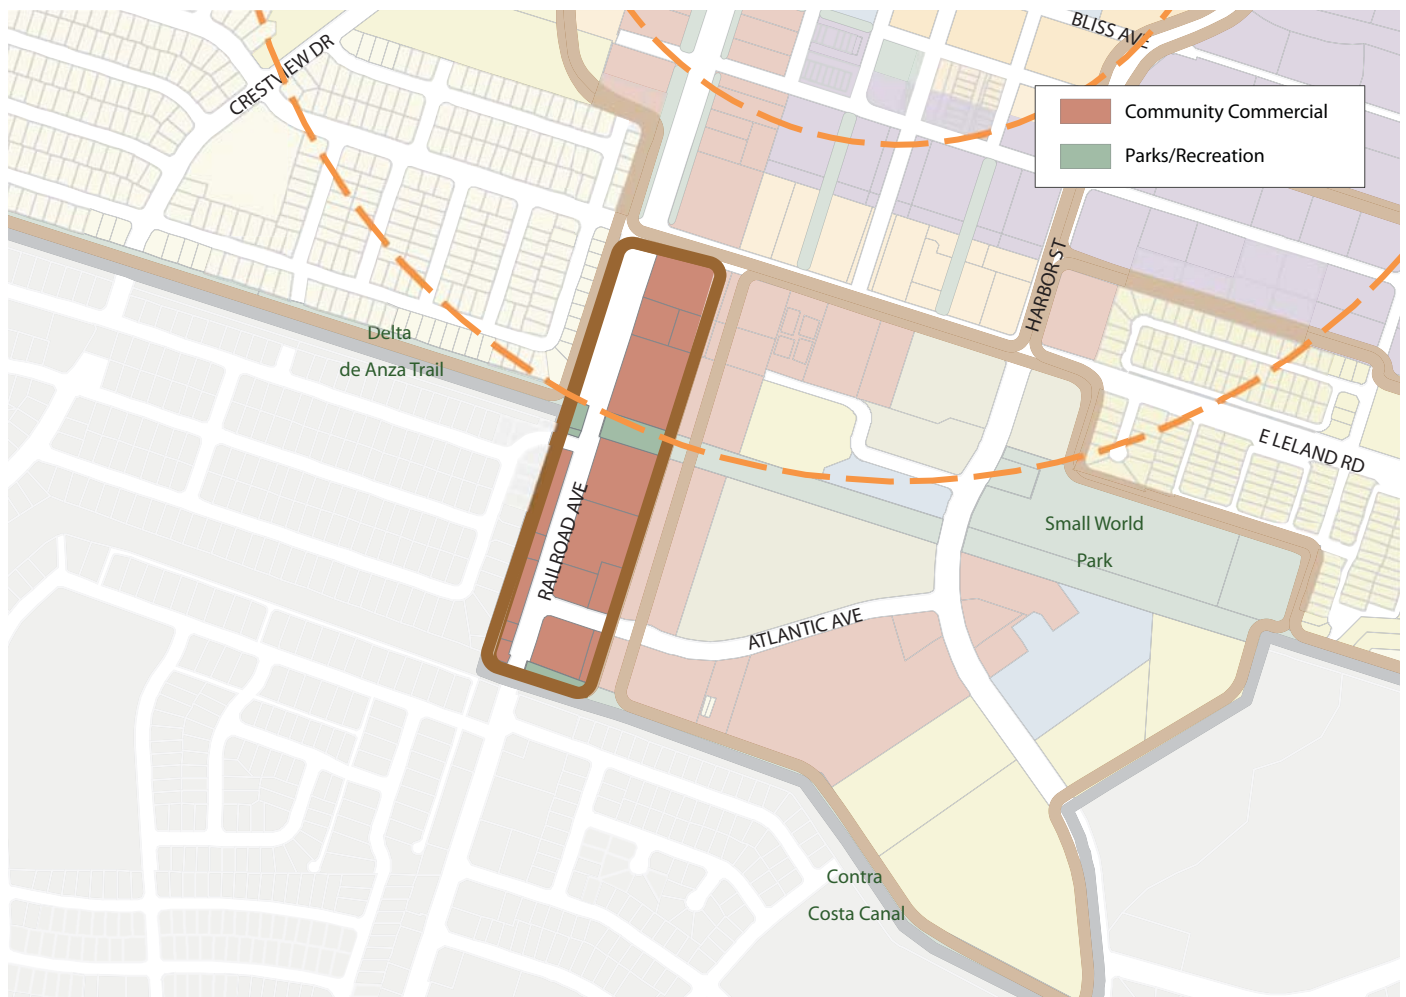 BLISS AVE
CRESTVIEW DR
Community Commercial
Parks/Recreation
HARBOR ST
Delta
de Anza Trail
E LELAND RD
RAILROAD AVE
Small World
Park
ATLANTIC AVE
Contra
Costa Canal